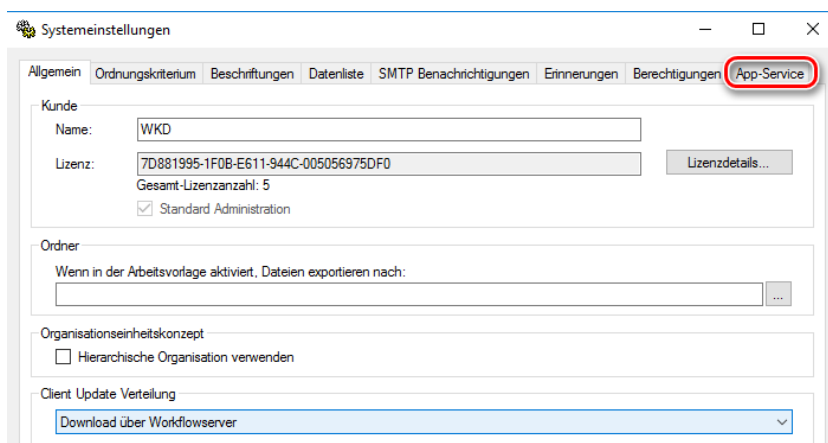 Systemeinstellungen
Allgemein Ordnungskriterium Beschriftungen Datenliste SMTP Benachrichtigungen Erinnerungen Berechtigungen App-Service
Kunde
Name: WKD
Lizenz: 7D881995-1F0B-E611-944C-005056975DF0 Lizenzdetails...
Gesamt-Lizenzanzahl: 5
Standard Administration
Ordner
Wenn in der Arbeitsvorlage aktiviert, Dateien exportieren nach:
...
Organisationseinheitskonzept
Hierarchische Organisation verwenden
Client Update Verteilung
Download über Workflowserver